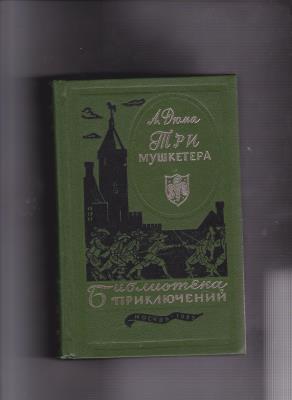 А. Дюма
ТРИ
МУШКЕТЕРА
Библиотека
ПРИКЛЮЧЕНИЙ
МОСКВА